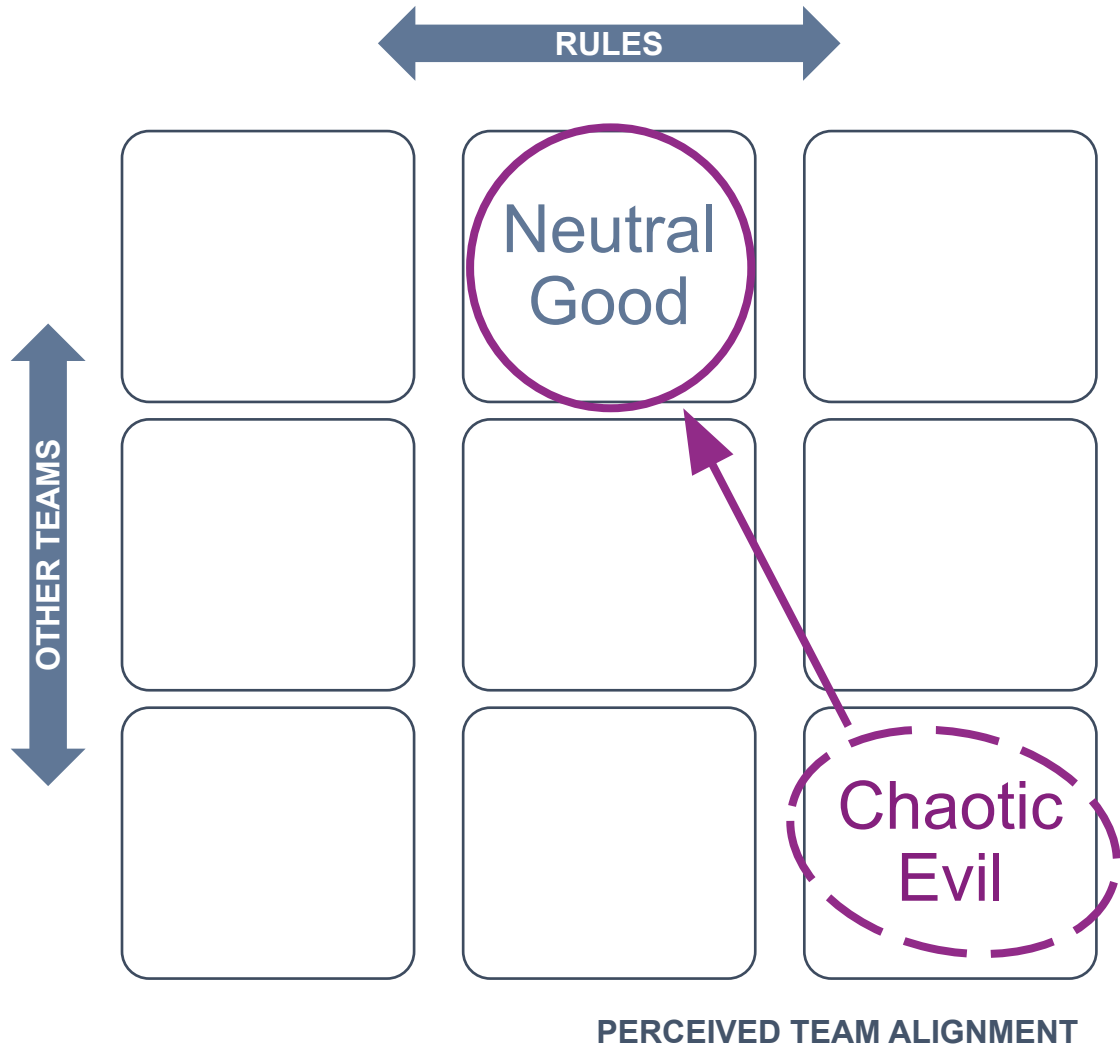 RULES
Neutral
Good
OTHER TEAMS
Chaotic
Evil
PERCEIVED TEAM ALIGNMENT